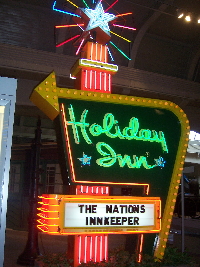 Holiday
Inn
THE NATIONS
INNKEEPER